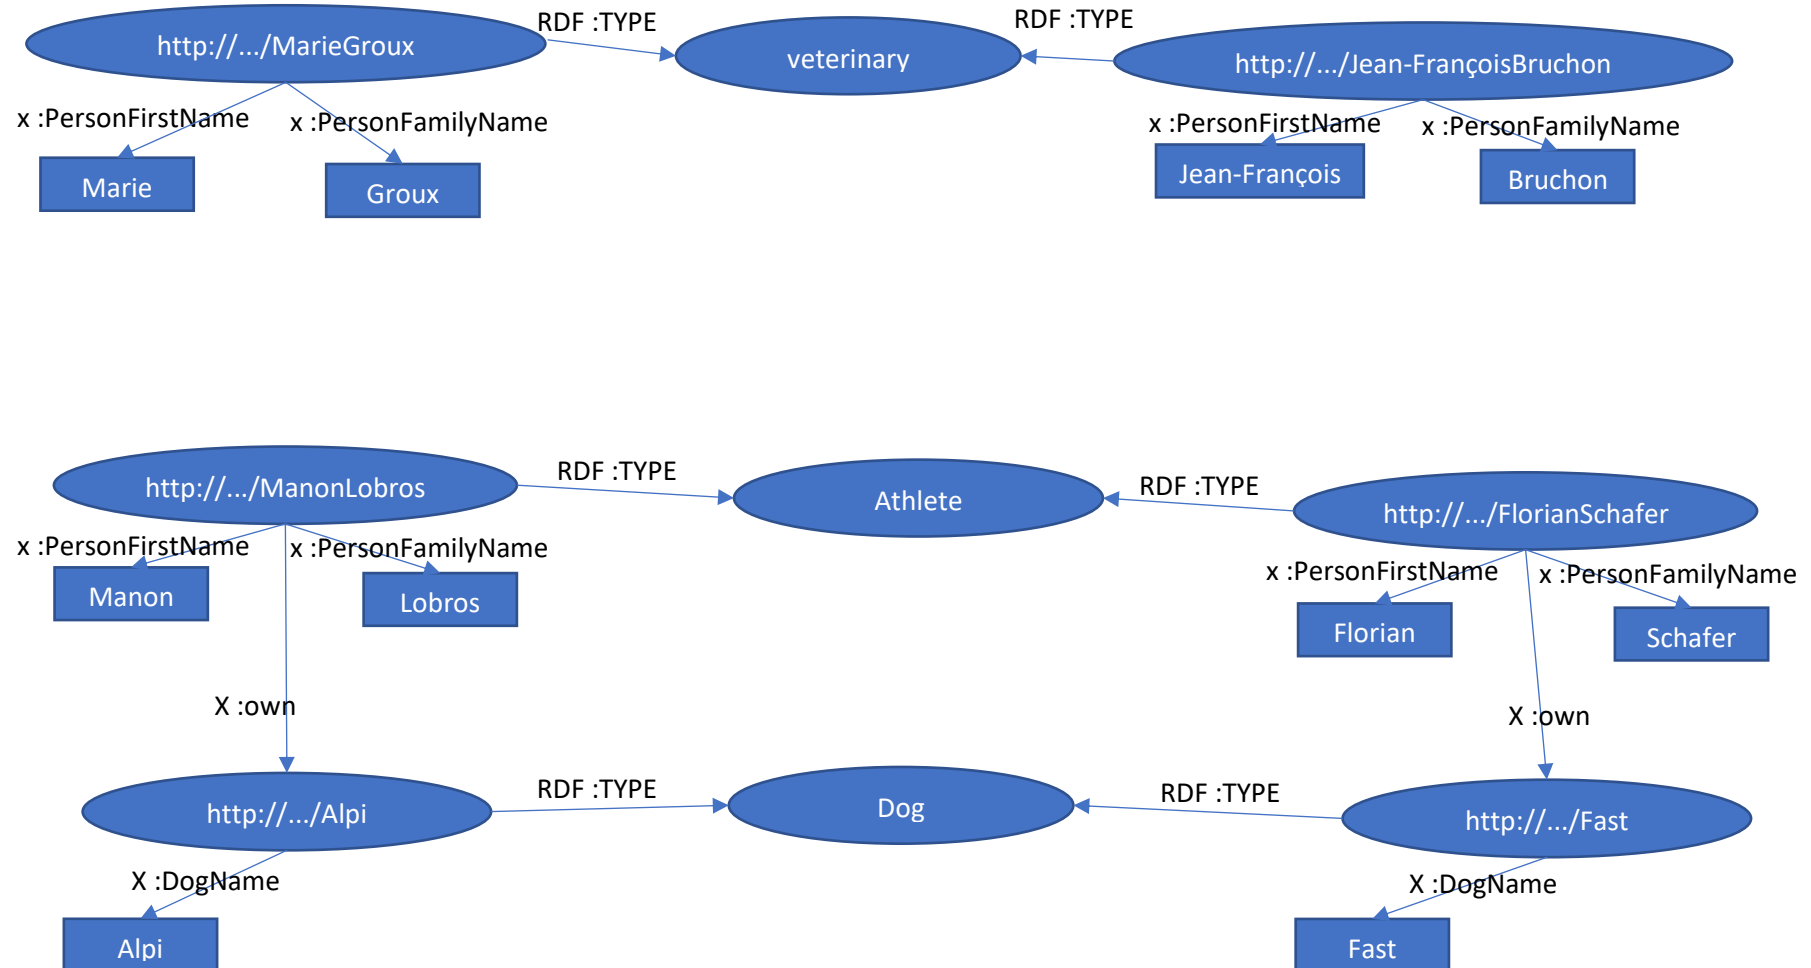 RDF :TYPE
RDF :TYPE
http://.../MarieGroux
veterinary
http://.../Jean-FrançoisBruchon
x :PersonFirstName
x :PersonFamilyName
x :PersonFirstName
x :PersonFamilyName
Marie
Groux
Jean-François
Bruchon
RDF :TYPE
RDF :TYPE
http://.../ManonLobros
Athlete
http://.../FlorianSchafer
x :PersonFirstName
x :PersonFamilyName
x :PersonFirstName
x :PersonFamilyName
Manon
Lobros
Florian
Schafer
X :own
X :own
RDF :TYPE
RDF :TYPE
http://.../Alpi
Dog
http://.../Fast
X :DogName
X :DogName
Alpi
Fast